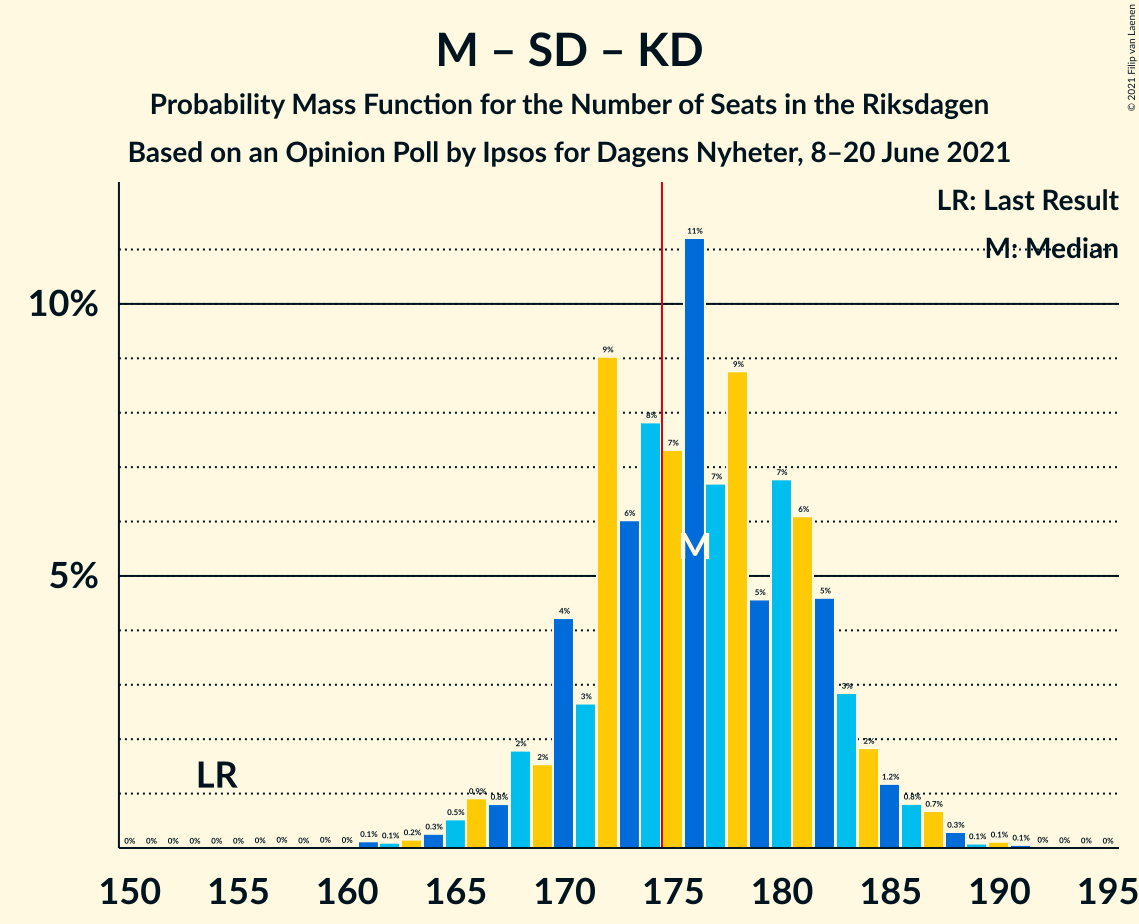 M – SD – KD
Probability Mass Function for the Number of Seats in the Riksdagen
Based on an Opinion Poll by Ipsos for Dagens Nyheter, 8–20 June 2021
© 2021 Filip van Laenen
LR: Last Result
M: Median
10%
5%
0% 0% 0% 0% 0% 0% 0% 0% 0% 0% 0% 0.1% 0.1% 0.2% 0.3% 0.5% 0.9% 0.8% 2% 2% 4% 3% 9% 6% 8% 7% 11% 7% 9% 5% 7% 6% 5% 3% 2% 1.2% 0.8% 0.7% 0.3% 0.1% 0.1% 0.1% 0% 0% 0% 0%
M
LR
150 155 160 165 170 175 180 185 190 195